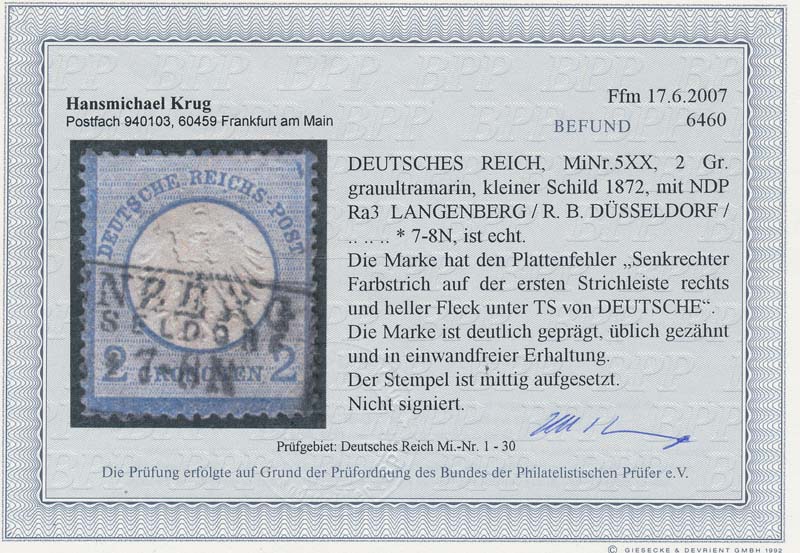 Hansmichael Krug
Postfach 940103, 60459 Frankfurt am Main
Ffm 17.6.2007
BEFUND 6460
DEUTSCHES REICH, MiNr.5XX, 2 Gr.
grauultramarin, kleiner Schild 1872, mit NDP
Ra3 LANGENBERG / R. B. DÜSSELDORF /
.. .. .. * 7-8N, ist echt.
Die Marke hat den Plattenfehler „Senkrechter
Farbstrich auf der ersten Strichleiste rechts
und heller Fleck unter TS von DEUTSCHE“.
Die Marke ist deutlich geprägt, üblich gezähnt
und in einwandfreier Erhaltung.
Der Stempel ist mittig aufgesetzt.
Nicht signiert.
DEUTSCHE REICHS-POST
2 GROSCHEN 2
Prüfgebiet: Deutsches Reich Mi.-Nr. 1 - 30
Die Prüfung erfolgte auf Grund der Prüfordnung des Bundes der Philatelistischen Prüfer e.V.
© GIESECKE & DEVRIENT GMBH 1992